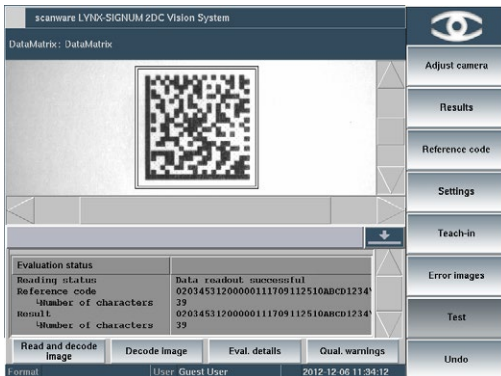 scanware LYNX-SIGNUM 2DC Vision System
DataMatrix: DataMatrix
Adjust camera
Results
Reference code
Settings
Teach-in
Error images
Test
Undo
Evaluation status
Reading status Data readout successful
Reference code 0203453120000111709112510ABCD1234
Number of characters 39
Result 0203453120000111709112510ABCD1234
Number of characters 39
Read and decode image
Decode image
Eval. details
Qual. warnings
Format
User Guest User
2012-12-06 11:34:12